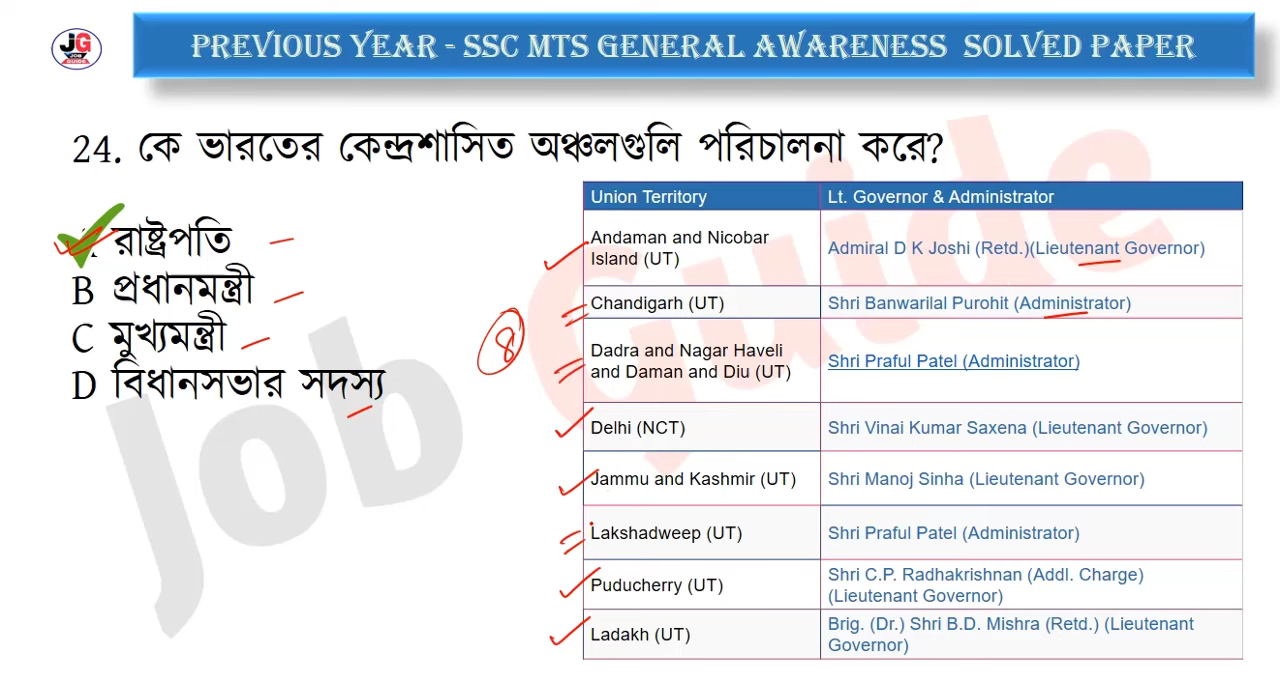 JG
JOB
GUIDE
PREVIOUS YEAR - SSC MTS GENERAL AWARENESS SOLVED PAPER
24. কে ভারতের কেন্দ্রশাসিত অঞ্চলগুলি পরিচালনা করে?
রাষ্ট্রপতি
B প্রধানমন্ত্রী
C মুখ্যমন্ত্রী
D বিধানসভার সদস্য
8
Union Territory Lt. Governor & Administrator
Andaman and Nicobar
Island (UT) Admiral D K Joshi (Retd.)(Lieutenant Governor)
Chandigarh (UT) Shri Banwarilal Purohit (Administrator)
Dadra and Nagar Haveli
and Daman and Diu (UT) Shri Praful Patel (Administrator)
Delhi (NCT) Shri Vinai Kumar Saxena (Lieutenant Governor)
Jammu and Kashmir (UT) Shri Manoj Sinha (Lieutenant Governor)
Lakshadweep (UT) Shri Praful Patel (Administrator)
Puducherry (UT) Shri C.P. Radhakrishnan (Addl. Charge)
(Lieutenant Governor)
Ladakh (UT) Brig. (Dr.) Shri B.D. Mishra (Retd.) (Lieutenant
Governor)
Job Guide